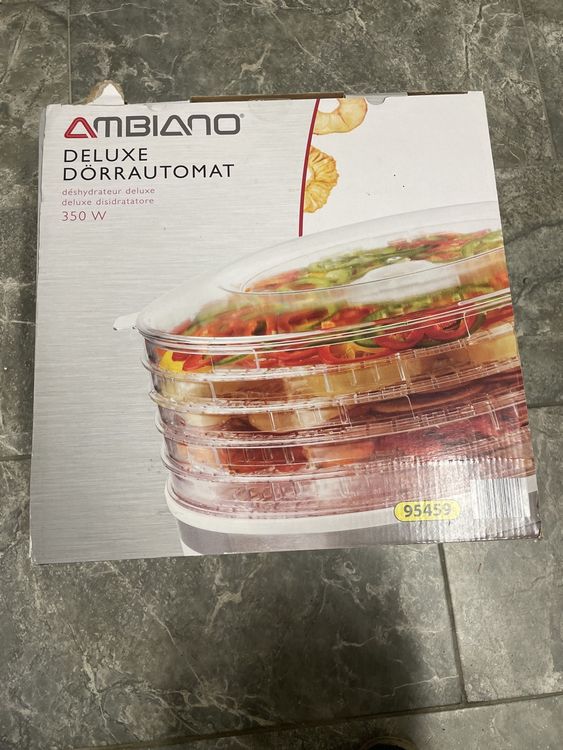 AMBIANO®
DELUXE
DÖRRAUTOMAT
déshydrateur deluxe
deluxe disidratatore
350 W
95459